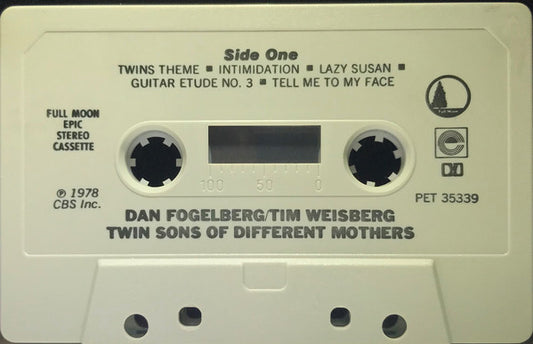 Side One
TWINS THEME ■ INTIMIDATION ■ LAZY SUSAN ■
GUITAR ETUDE NO. 3 ■ TELL ME TO MY FACE
FULL MOON
EPIC
STEREO
CASSETTE
Full Moon
e
℗ 1978
CBS Inc.
100 50 0
PET 35339
DAN FOGELBERG/TIM WEISBERG
TWIN SONS OF DIFFERENT MOTHERS